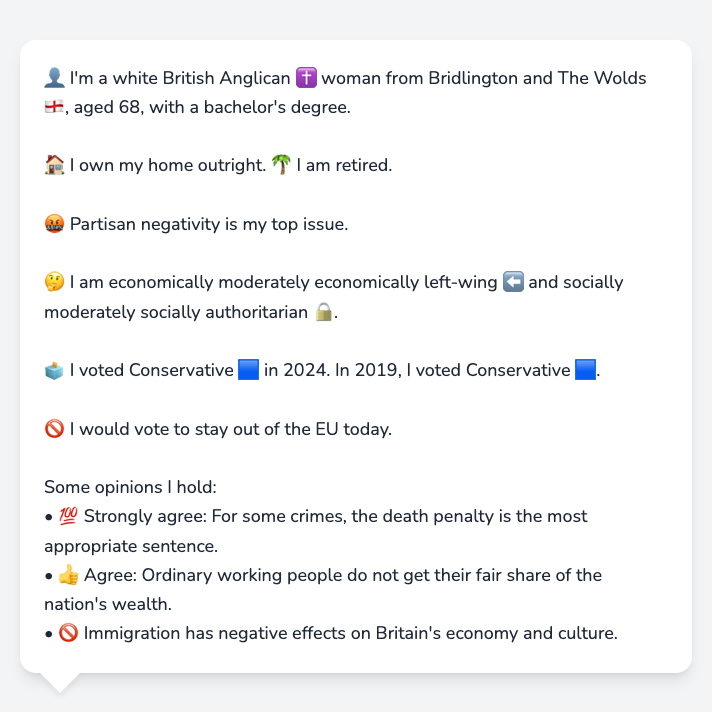 👤 I'm a white British Anglican ✝️ woman from Bridlington and The Wolds
🏴󠁧󠁢󠁥󠁮󠁧󠁿, aged 68, with a bachelor's degree.
🏠 I own my home outright. 🌴 I am retired.
🤬 Partisan negativity is my top issue.
🤔 I am economically moderately economically left-wing ⬅️ and socially
moderately socially authoritarian 🔒.
🗳️ I voted Conservative 🟦 in 2024. In 2019, I voted Conservative 🟦.
🚫 I would vote to stay out of the EU today.
Some opinions I hold:
• 💯 Strongly agree: For some crimes, the death penalty is the most
appropriate sentence.
• 👍 Agree: Ordinary working people do not get their fair share of the
nation's wealth.
• 🚫 Immigration has negative effects on Britain's economy and culture.